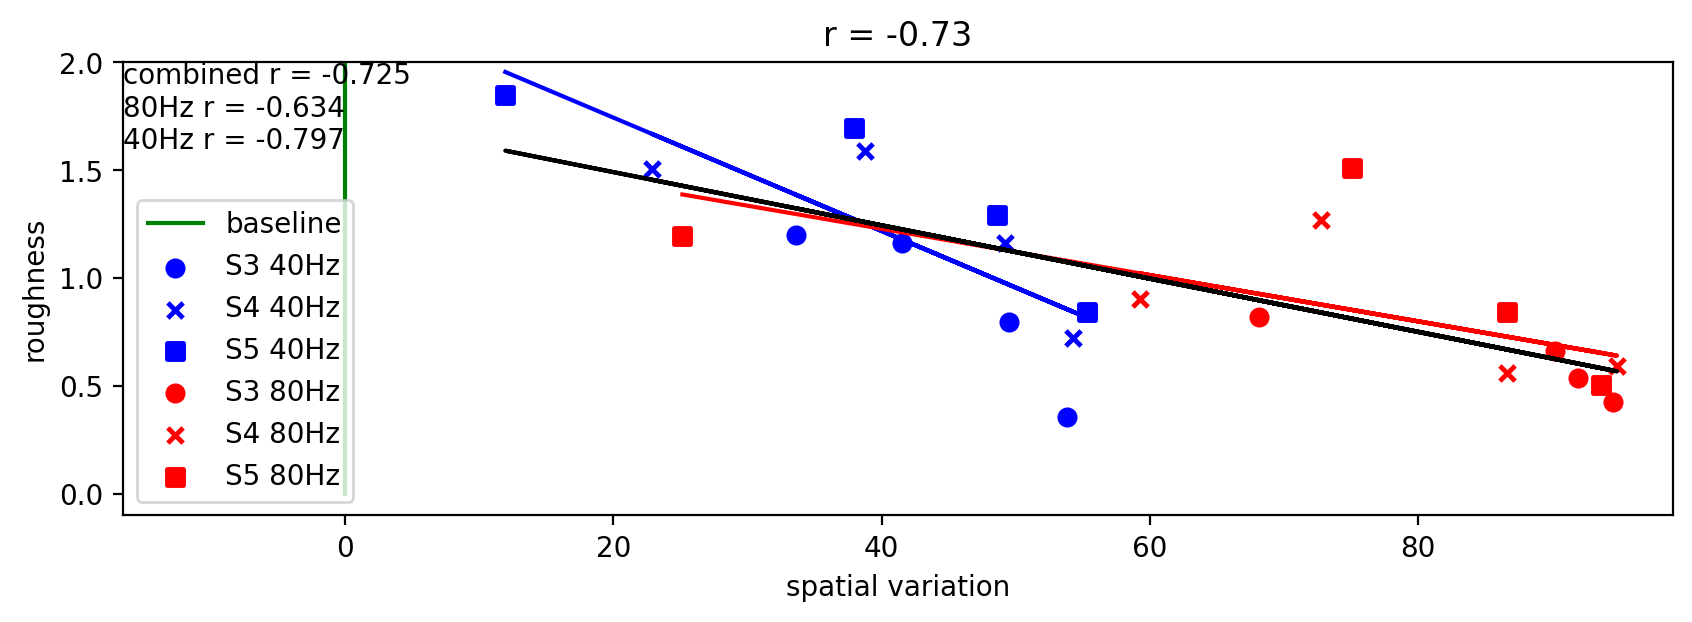 r = -0.73
combined r = -0.725
80Hz r = -0.634
40Hz r = -0.797
baseline
S3 40Hz
S4 40Hz
S5 40Hz
S3 80Hz
S4 80Hz
S5 80Hz
roughness
2.0
1.5
1.0
0.5
0.0
0 20 40 60 80
spatial variation